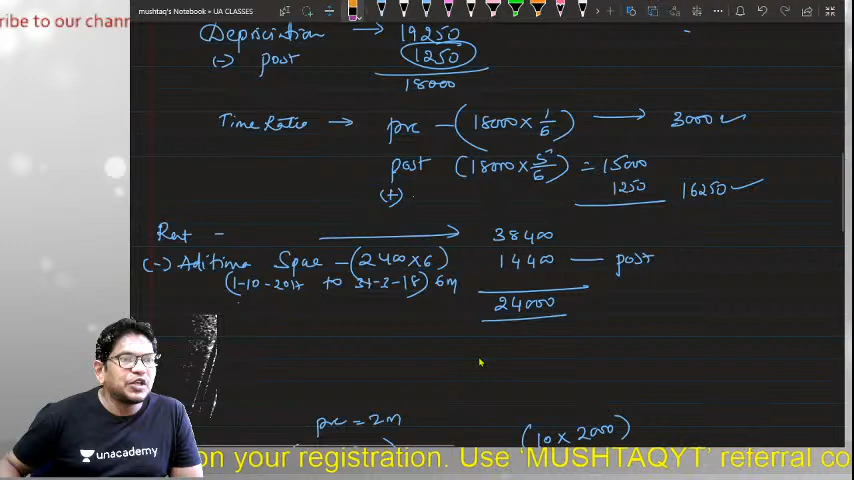 ribe to our chann
mushtaq's Notebook » UA CLASSES
Depriciation → 19250
(-) post 1250
18000
Time Ratio → pre - (18000 × 1/6) → 3000 ✓
post (18000 × 5/6) = 15000
(+) 1250 16250 ✓
Rent - → 38400
(-) Aditiona Spac - (2400×6) 14400 — post
(1-10-2017 to 31-3-18) 6m
24000
pre = 2m (10 × 2000)
unacademy
on your registration. Use ‘MUSHTAQYT’ referral co